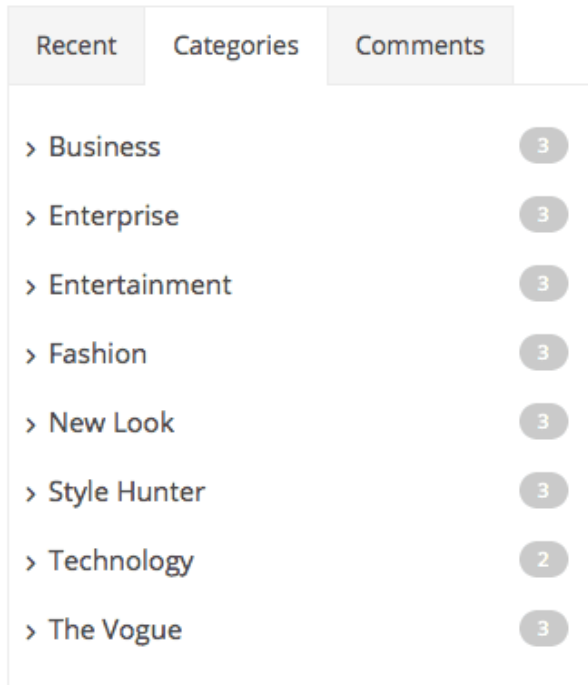 Recent Categories Comments
› Business 3
› Enterprise 3
› Entertainment 3
› Fashion 3
› New Look 3
› Style Hunter 3
› Technology 2
› The Vogue 3